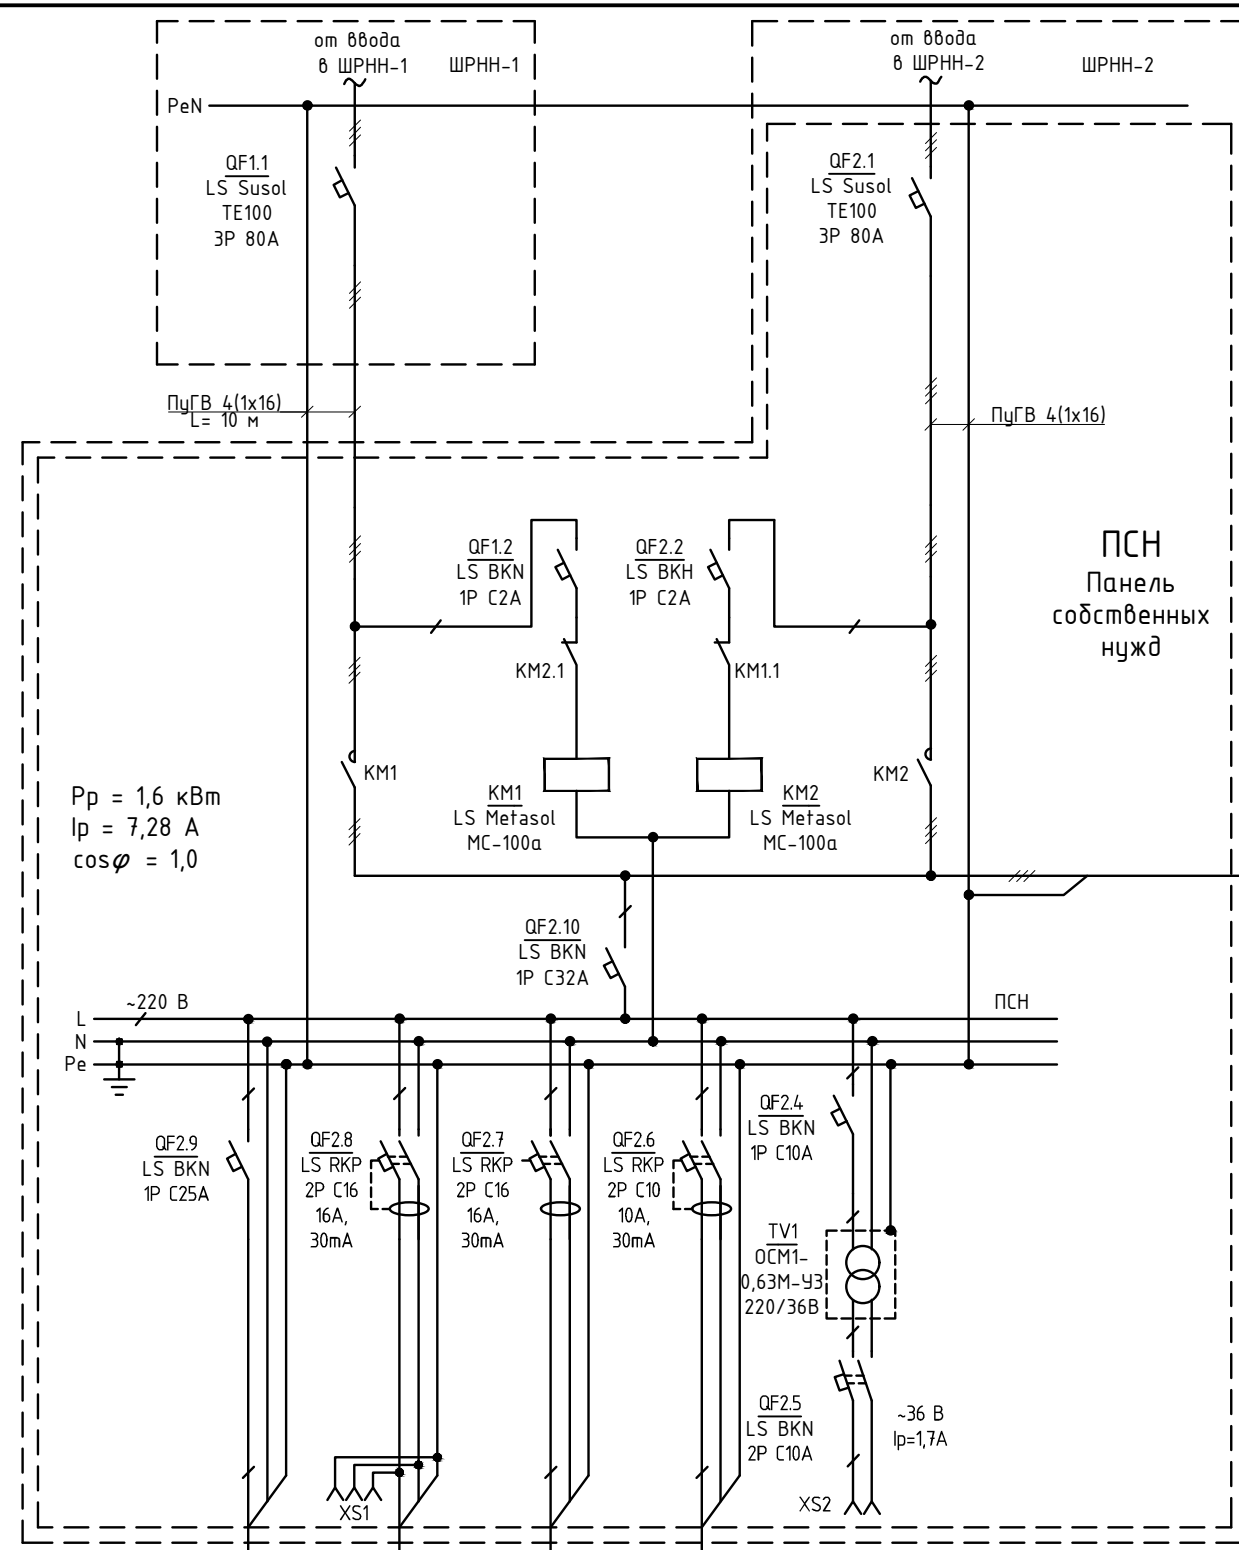 от ввода
в ШРНН-1
ШРНН-1
от ввода
в ШРНН-2
ШРНН-2
PeN
QF1.1
LS Susol
TE100
3P 80A
QF2.1
LS Susol
TE100
3P 80A
ПуГВ 4(1x16)
L= 10 м
ПуГВ 4(1x16)
ПСН
Панель
собственных
нужд
QF1.2
LS BKN
1P C2A
QF2.2
LS BKH
1P C2A
KM2.1
KM1.1
KM1
KM2
KM1
LS Metasol
MC-100a
KM2
LS Metasol
MC-100a
Pр = 1,6 кВт
Iр = 7,28 А
cosφ = 1,0
QF2.10
LS BKN
1P C32A
~220 В
ПСН
L
N
Pe
QF2.9
LS BKN
1P C25A
QF2.8
LS RKP
2P C16
16A,
30mA
QF2.7
LS RKP
2P C16
16A,
30mA
QF2.6
LS RKP
2P C10
10A,
30mA
QF2.4
LS BKN
1P C10A
TV1
ОСМ1-
0,63М-У3
220/36В
QF2.5
LS BKN
2P C10A
~36 В
Iр=1,7А
XS1
XS2